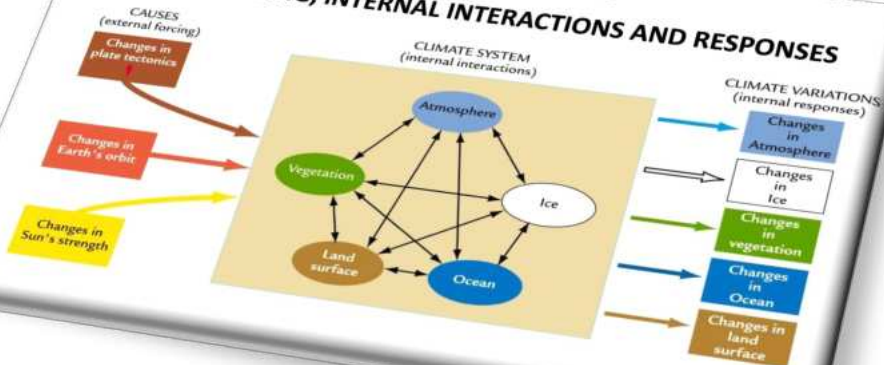 INTERNAL INTERACTIONS AND RESPONSES
CAUSES
(external forcing)
Changes in
plate tectonics
Changes in
Earth's orbit
Changes in
Sun's strength
CLIMATE SYSTEM
(internal interactions)
Atmosphere
Vegetation
Ice
Land
surface
Ocean
CLIMATE VARIATIONS
(internal responses)
Changes
in
Atmosphere
Changes
in
Ice
Changes
in
vegetation
Changes
in
Ocean
Changes in
land
surface